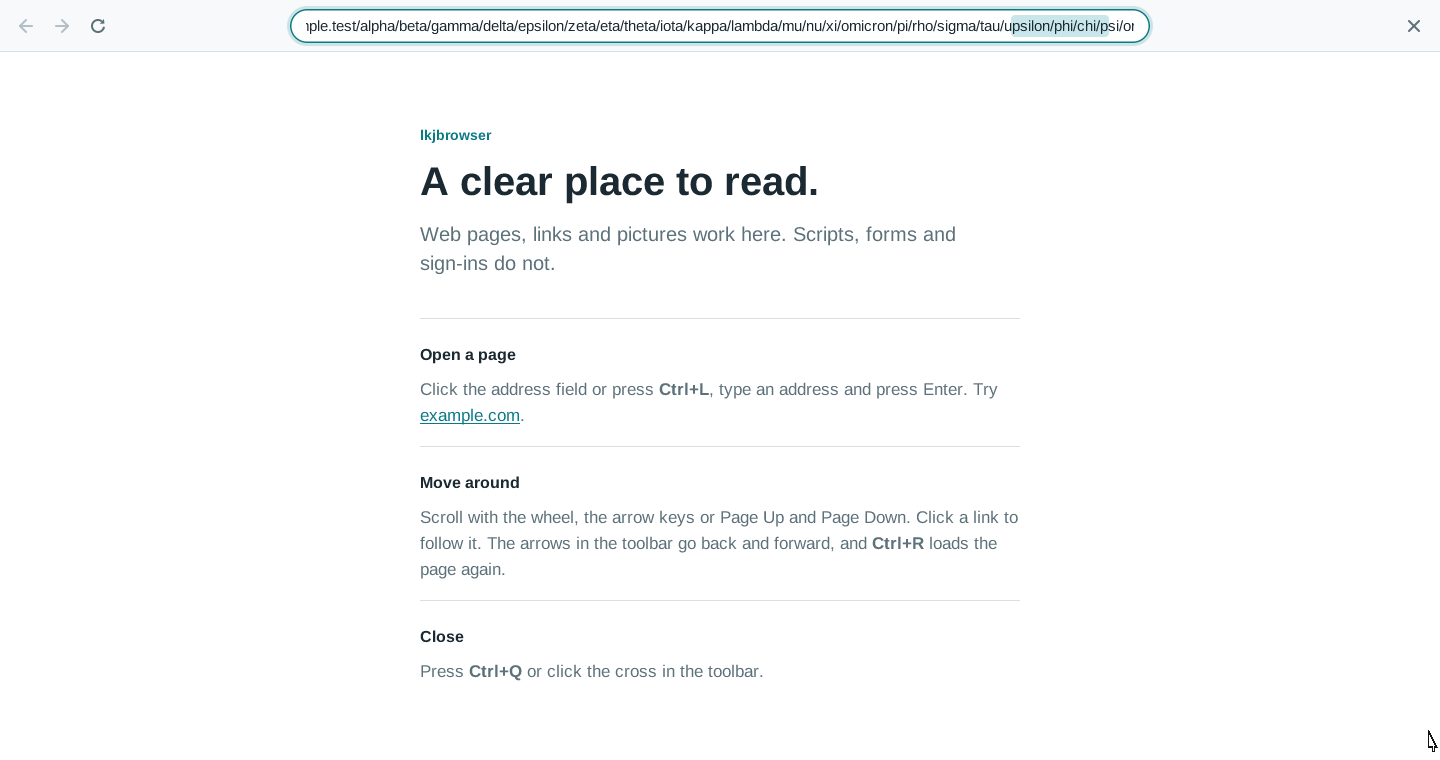 ple.test/alpha/beta/gamma/delta/epsilon/zeta/eta/theta/iota/kappa/lambda/mu/nu/xi/omicron/pi/rho/sigma/tau/upsilon/phi/chi/psi/o
lkjbrowser
A clear place to read.
Web pages, links and pictures work here. Scripts, forms and
sign-ins do not.
Open a page
Click the address field or press Ctrl+L, type an address and press Enter. Try
example.com.
Move around
Scroll with the wheel, the arrow keys or Page Up and Page Down. Click a link to
follow it. The arrows in the toolbar go back and forward, and Ctrl+R loads the
page again.
Close
Press Ctrl+Q or click the cross in the toolbar.